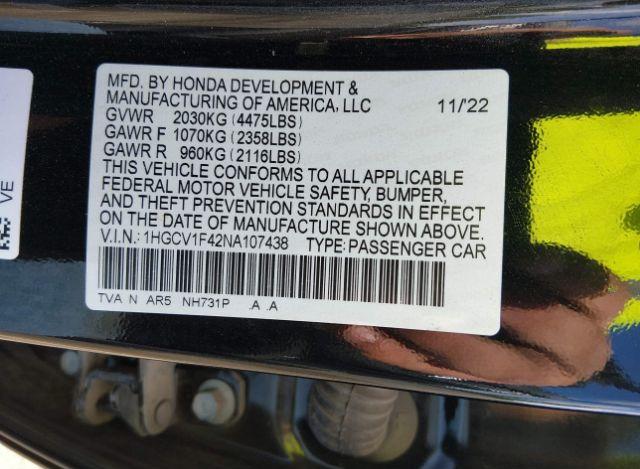 MFD. BY HONDA DEVELOPMENT &
MANUFACTURING OF AMERICA, LLC 11/22
GVWR 2030KG (4475LBS)
GAWR F 1070KG (2358LBS)
GAWR R 960KG (2116LBS)
THIS VEHICLE CONFORMS TO ALL APPLICABLE
FEDERAL MOTOR VEHICLE SAFETY, BUMPER,
AND THEFT PREVENTION STANDARDS IN EFFECT
ON THE DATE OF MANUFACTURE SHOWN ABOVE.
V.I.N.: 1HGCV1F42NA107438 TYPE: PASSENGER CAR
TVA N AR5 NH731P .A .A
VE